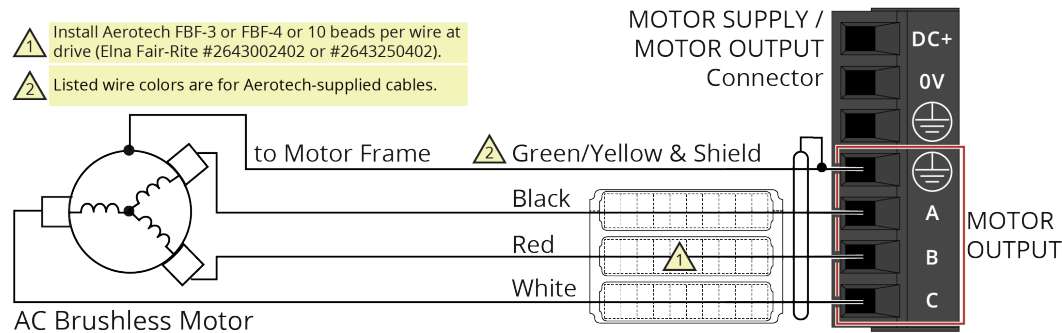 1
Install Aerotech FBF-3 or FBF-4 or 10 beads per wire at
drive (Elna Fair-Rite #2643002402 or #2643250402).
2
Listed wire colors are for Aerotech-supplied cables.
MOTOR SUPPLY /
MOTOR OUTPUT
Connector
DC+
0V
to Motor Frame
2
Green/Yellow & Shield
Black
A
Red
1
B
White
C
MOTOR
OUTPUT
AC Brushless Motor